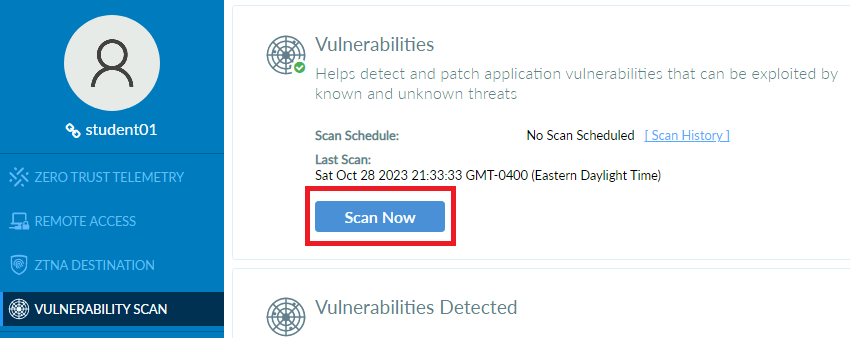 student01
ZERO TRUST TELEMETRY
REMOTE ACCESS
ZTNA DESTINATION
VULNERABILITY SCAN
Vulnerabilities
Helps detect and patch application vulnerabilities that can be exploited by
known and unknown threats
Scan Schedule: No Scan Scheduled [ Scan History ]
Last Scan:
Sat Oct 28 2023 21:33:33 GMT-0400 (Eastern Daylight Time)
Scan Now
Vulnerabilities Detected